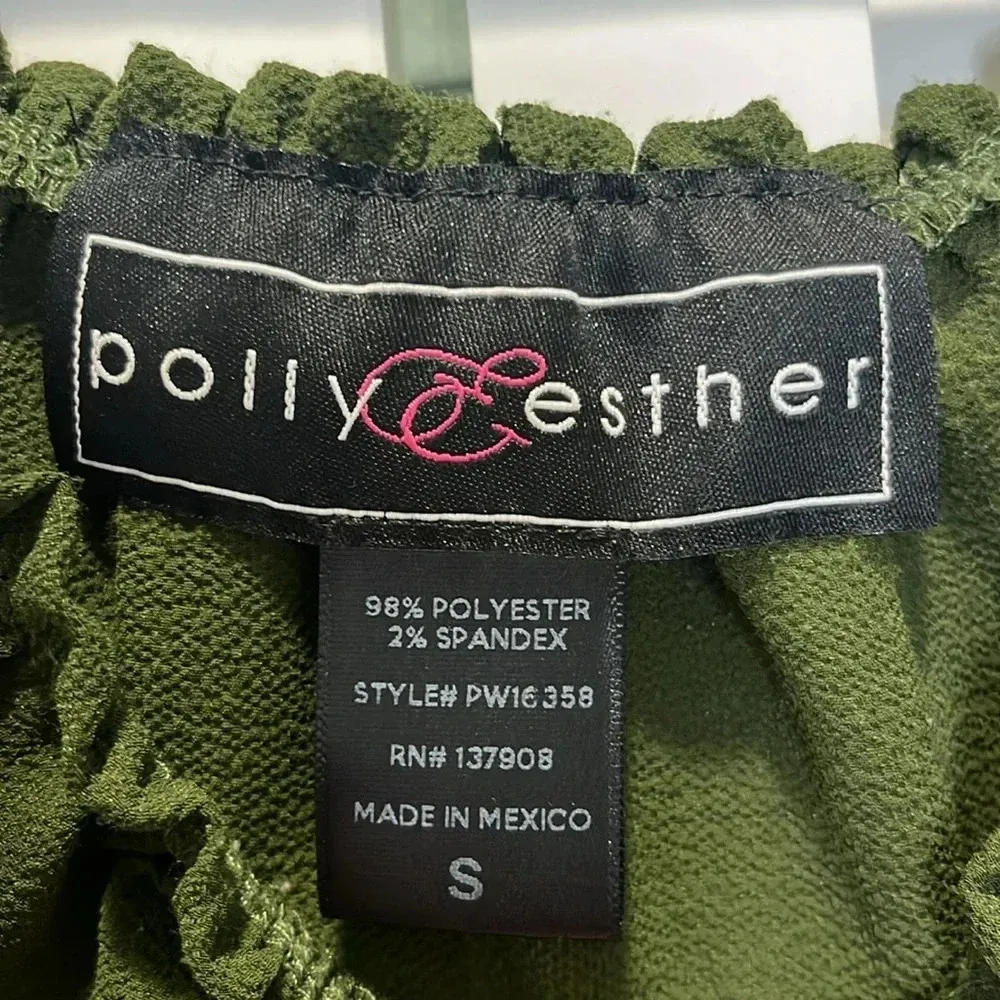 polly & esther
98% POLYESTER
2% SPANDEX
STYLE# PW16358
RN# 137908
MADE IN MEXICO
S